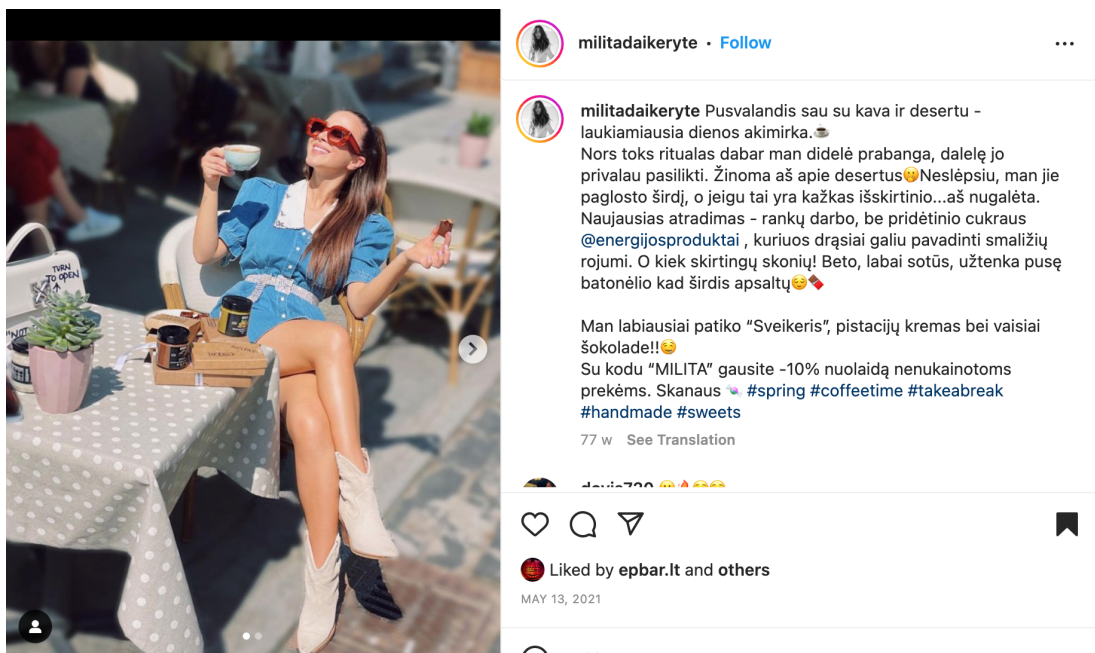 militadaikeryte • Follow
militadaikeryte Pusvalandis sau su kava ir desertu -
laukiamiausia dienos akimirka.☕
Nors toks ritualas dabar man didelė prabanga, dalelę jo
privalau pasilikti. Žinoma aš apie desertus🤭Neslėpsiu, man jie
paglosto širdį, o jeigu tai yra kažkas išskirtinio...aš nugalėta.
Naujausias atradimas - rankų darbo, be pridėtinio cukraus
@energijosproduktai , kuriuos drąsiai galiu pavadinti smaližių
rojumi. O kiek skirtingų skonių! Beto, labai sotūs, užtenka pusę
batonėlio kad širdis apsaltų😌🍫
Man labiausiai patiko “Sveikeris”, pistacijų kremas bei vaisiai
šokolade!!😌
Su kodu “MILITA” gausite -10% nuolaidą nenukainotoms
prekėms. Skanaus 🍬 #spring #coffeetime #takeabreak
#handmade #sweets
77 w See Translation
Liked by epbar.lt and others
MAY 13, 2021
TURN
TO OPEN
"NOT